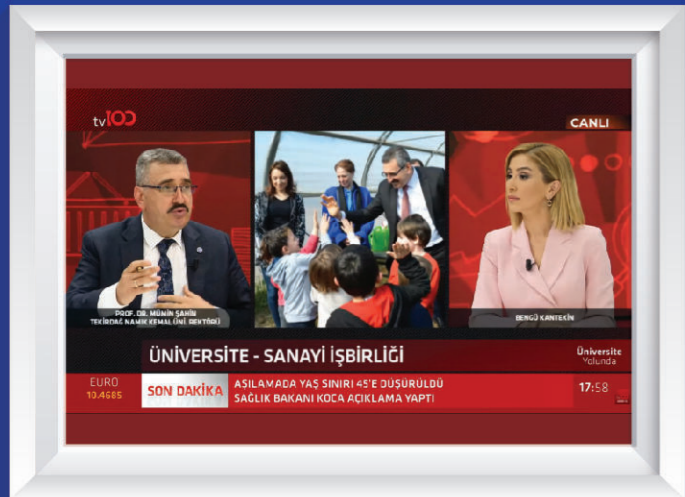 tv100
CANLI
PROF. DR. MÜMİN ŞAHİN
TEKİRDAĞ NAMIK KEMAL ÜNİ. REKTÖRÜ
BENGÜ KANTEKİN
ÜNİVERSİTE - SANAYİ İŞBİRLİĞİ
Üniversite
Yolunda
EURO
10.4685
SON DAKİKA
AŞILAMADA YAŞ SINIRI 45'E DÜŞÜRÜLDÜ
SAĞLIK BAKANI KOCA AÇIKLAMA YAPTI
17:58